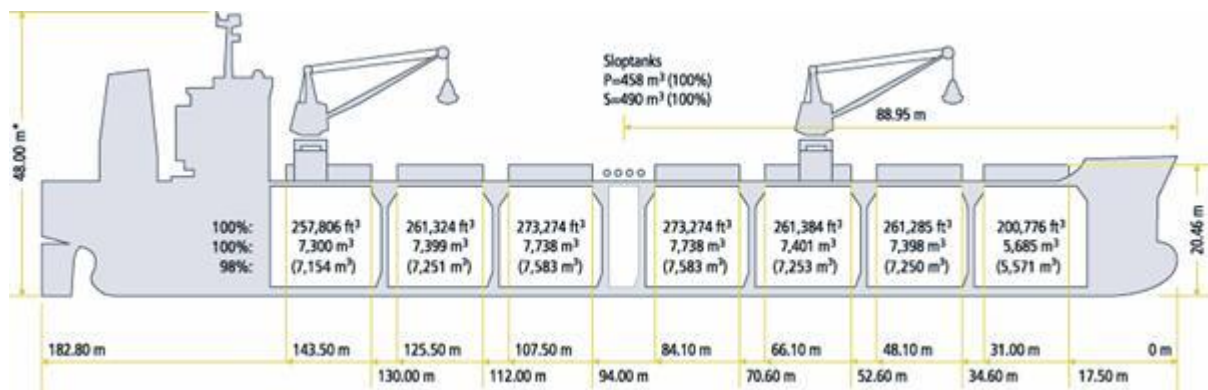 Sloptanks
P=458 m³ (100%)
S=490 m³ (100%)
88.95 m
48.00 m*
20.46 m
100%: 257,806 ft³ 261,324 ft³ 273,274 ft³ 273,274 ft³ 261,384 ft³ 261,285 ft³ 200,776 ft³
100%: 7,300 m³ 7,399 m³ 7,738 m³ 7,738 m³ 7,401 m³ 7,398 m³ 5,685 m³
98%: (7,154 m³) (7,251 m³) (7,583 m³) (7,583 m³) (7,253 m³) (7,250 m³) (5,571 m³)
182.80 m 143.50 m 125.50 m 107.50 m 84.10 m 66.10 m 48.10 m 31.00 m 0 m
130.00 m 112.00 m 94.00 m 70.60 m 52.60 m 34.60 m 17.50 m